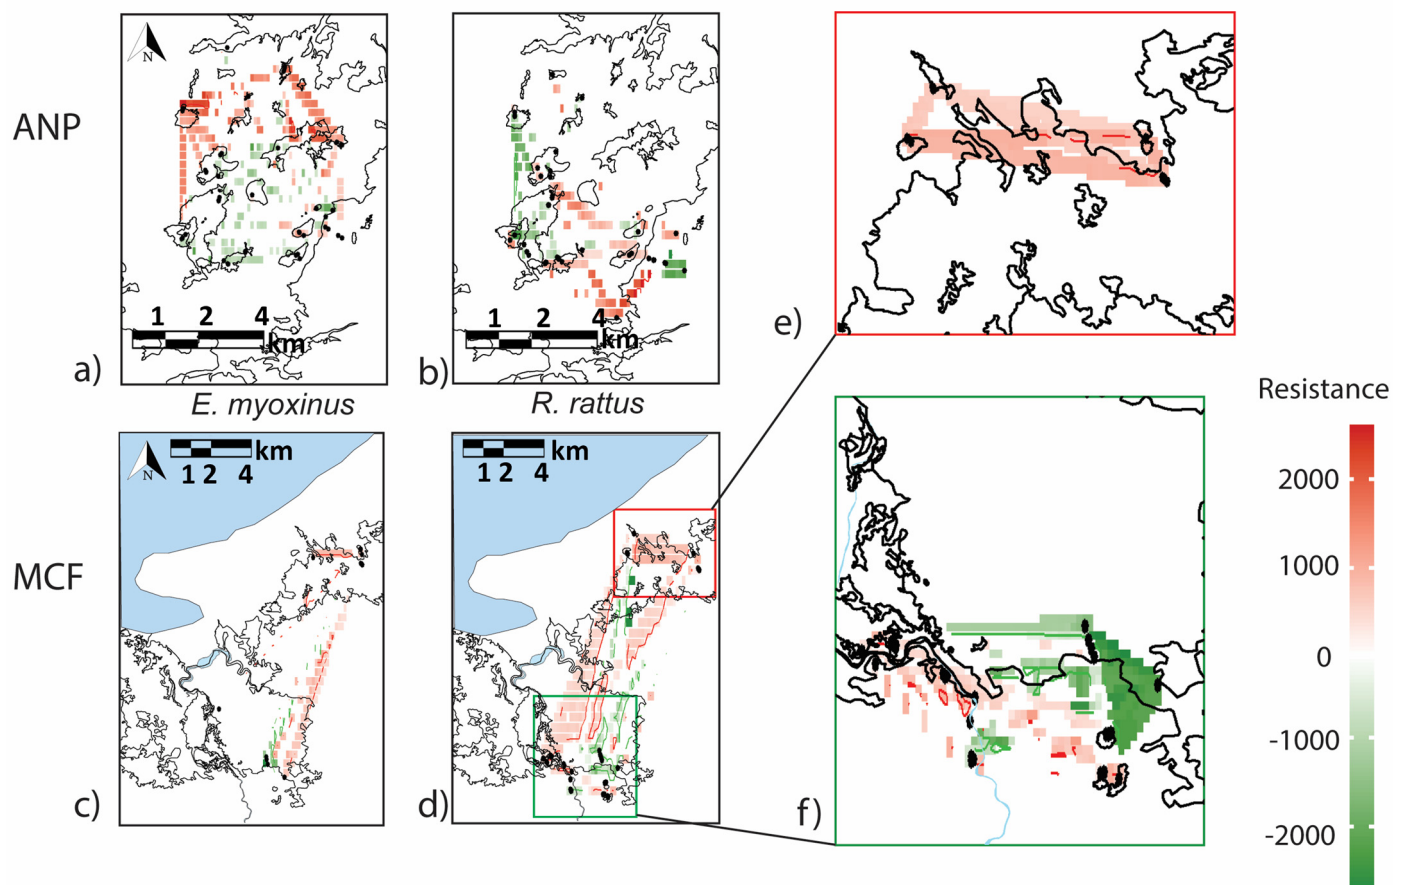 ANP
MCF
N
1 2 4
km
a)
E. myoxinus
1 2 4
km
b)
R. rattus
N
km
1 2 4
c)
km
1 2 4
d)
e)
f)
Resistance
2000
1000
0
-1000
-2000